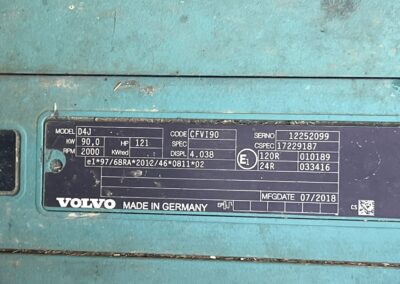 MODEL D4J CODE CFVI90 SERNO 12252099
KW 90,0 HP 121 SPEC CSPEC 17229187
RPM 2000 KWred DISPL 4.038 E1 120R 010189
e1*97/68RA*2012/46*0811*02 24R 033416
MFGDATE 07/2018
VOLVO MADE IN GERMANY CS